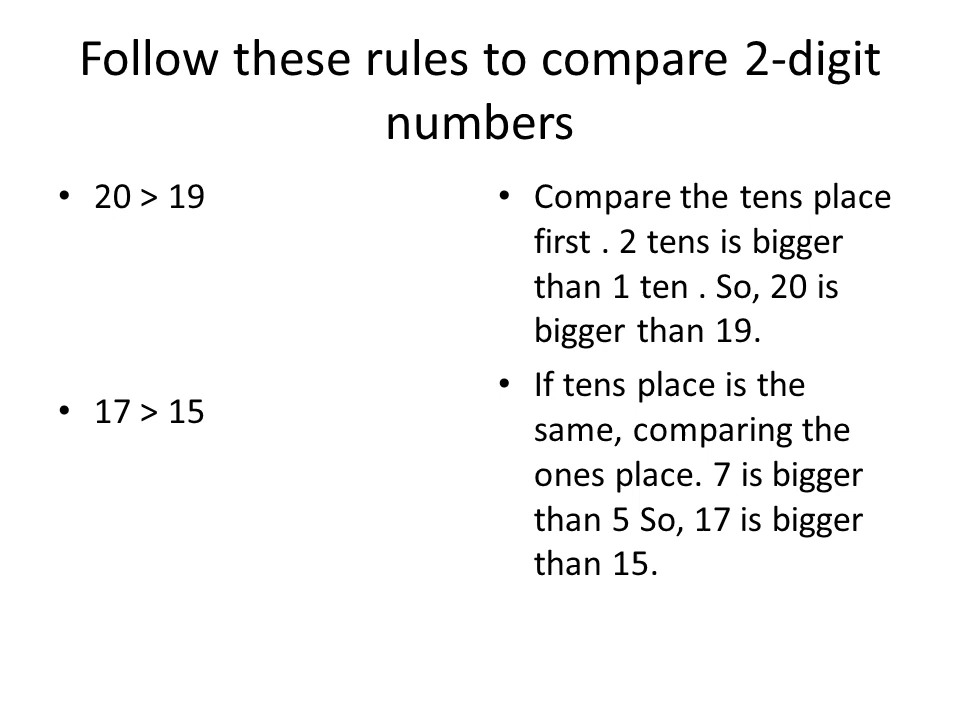 Follow these rules to compare 2-digit
numbers
• 20 > 19
• 17 > 15
• Compare the tens place
first . 2 tens is bigger
than 1 ten . So, 20 is
bigger than 19.
• If tens place is the
same, comparing the
ones place. 7 is bigger
than 5 So, 17 is bigger
than 15.